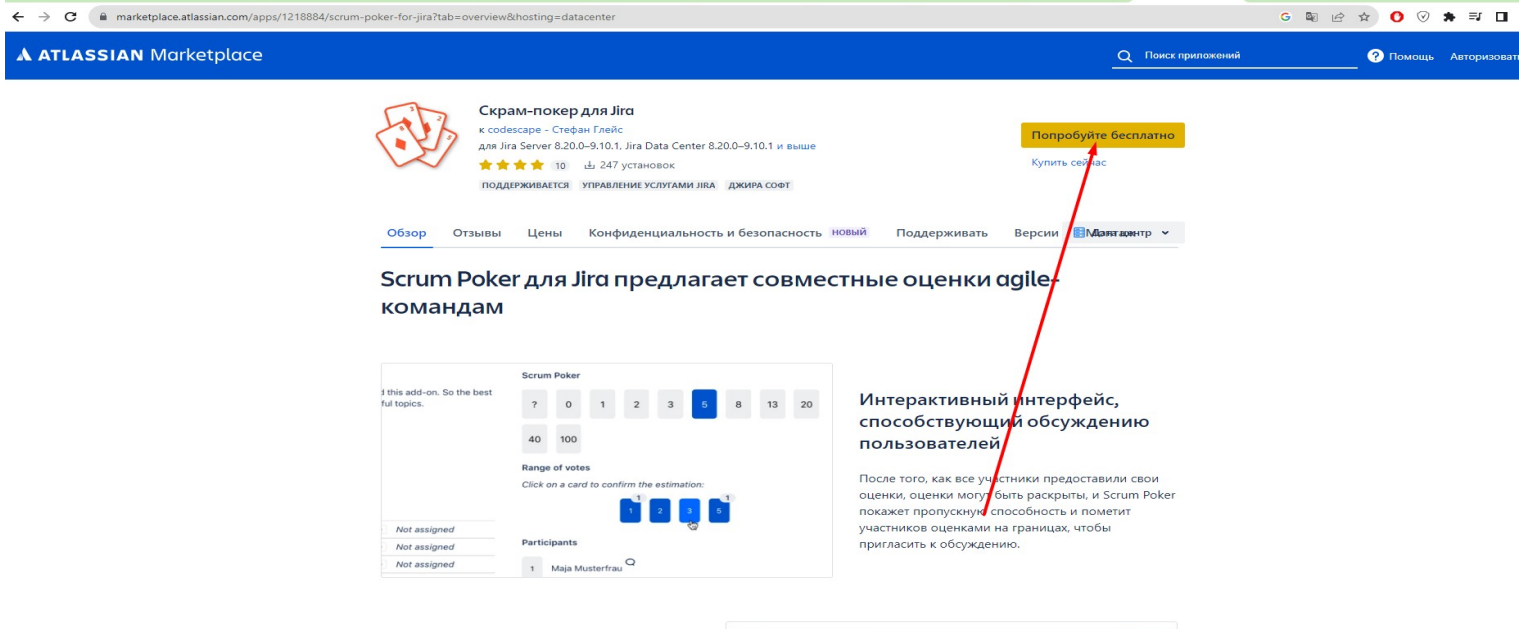 marketplace.atlassian.com/apps/1218884/scrum-poker-for-jira?tab=overview&hosting=datacenter
ATLASSIAN Marketplace
Поиск приложений
Помощь
Авторизоват
Скрам-покер для Jira
к codescape - Стефан Глейс
для Jira Server 8.20.0–9.10.1, Jira Data Center 8.20.0–9.10.1 и выше
10 247 установок
ПОДДЕРЖИВАЕТСЯ УПРАВЛЕНИЕ УСЛУГАМИ JIRA ДЖИРА СОФТ
Попробуйте бесплатно
Купить сейчас
Обзор Отзывы Цены Конфиденциальность и безопасность НОВЫЙ Поддерживать Версии
Scrum Poker для Jira предлагает совместные оценки agile-
командам
d this add-on. So the best
ful topics.
Not assigned
Not assigned
Not assigned
Scrum Poker
? 0 1 2 3 5 8 13 20
40 100
Range of votes
Click on a card to confirm the estimation:
1 1
1 2 3 5
Participants
1 Maja Musterfrau
Интерактивный интерфейс,
способствующий обсуждению
пользователей
После того, как все участники предоставили свои
оценки, оценки могут быть раскрыты, и Scrum Poker
покажет пропускную способность и пометит
участников оценками на границах, чтобы
пригласить к обсуждению.